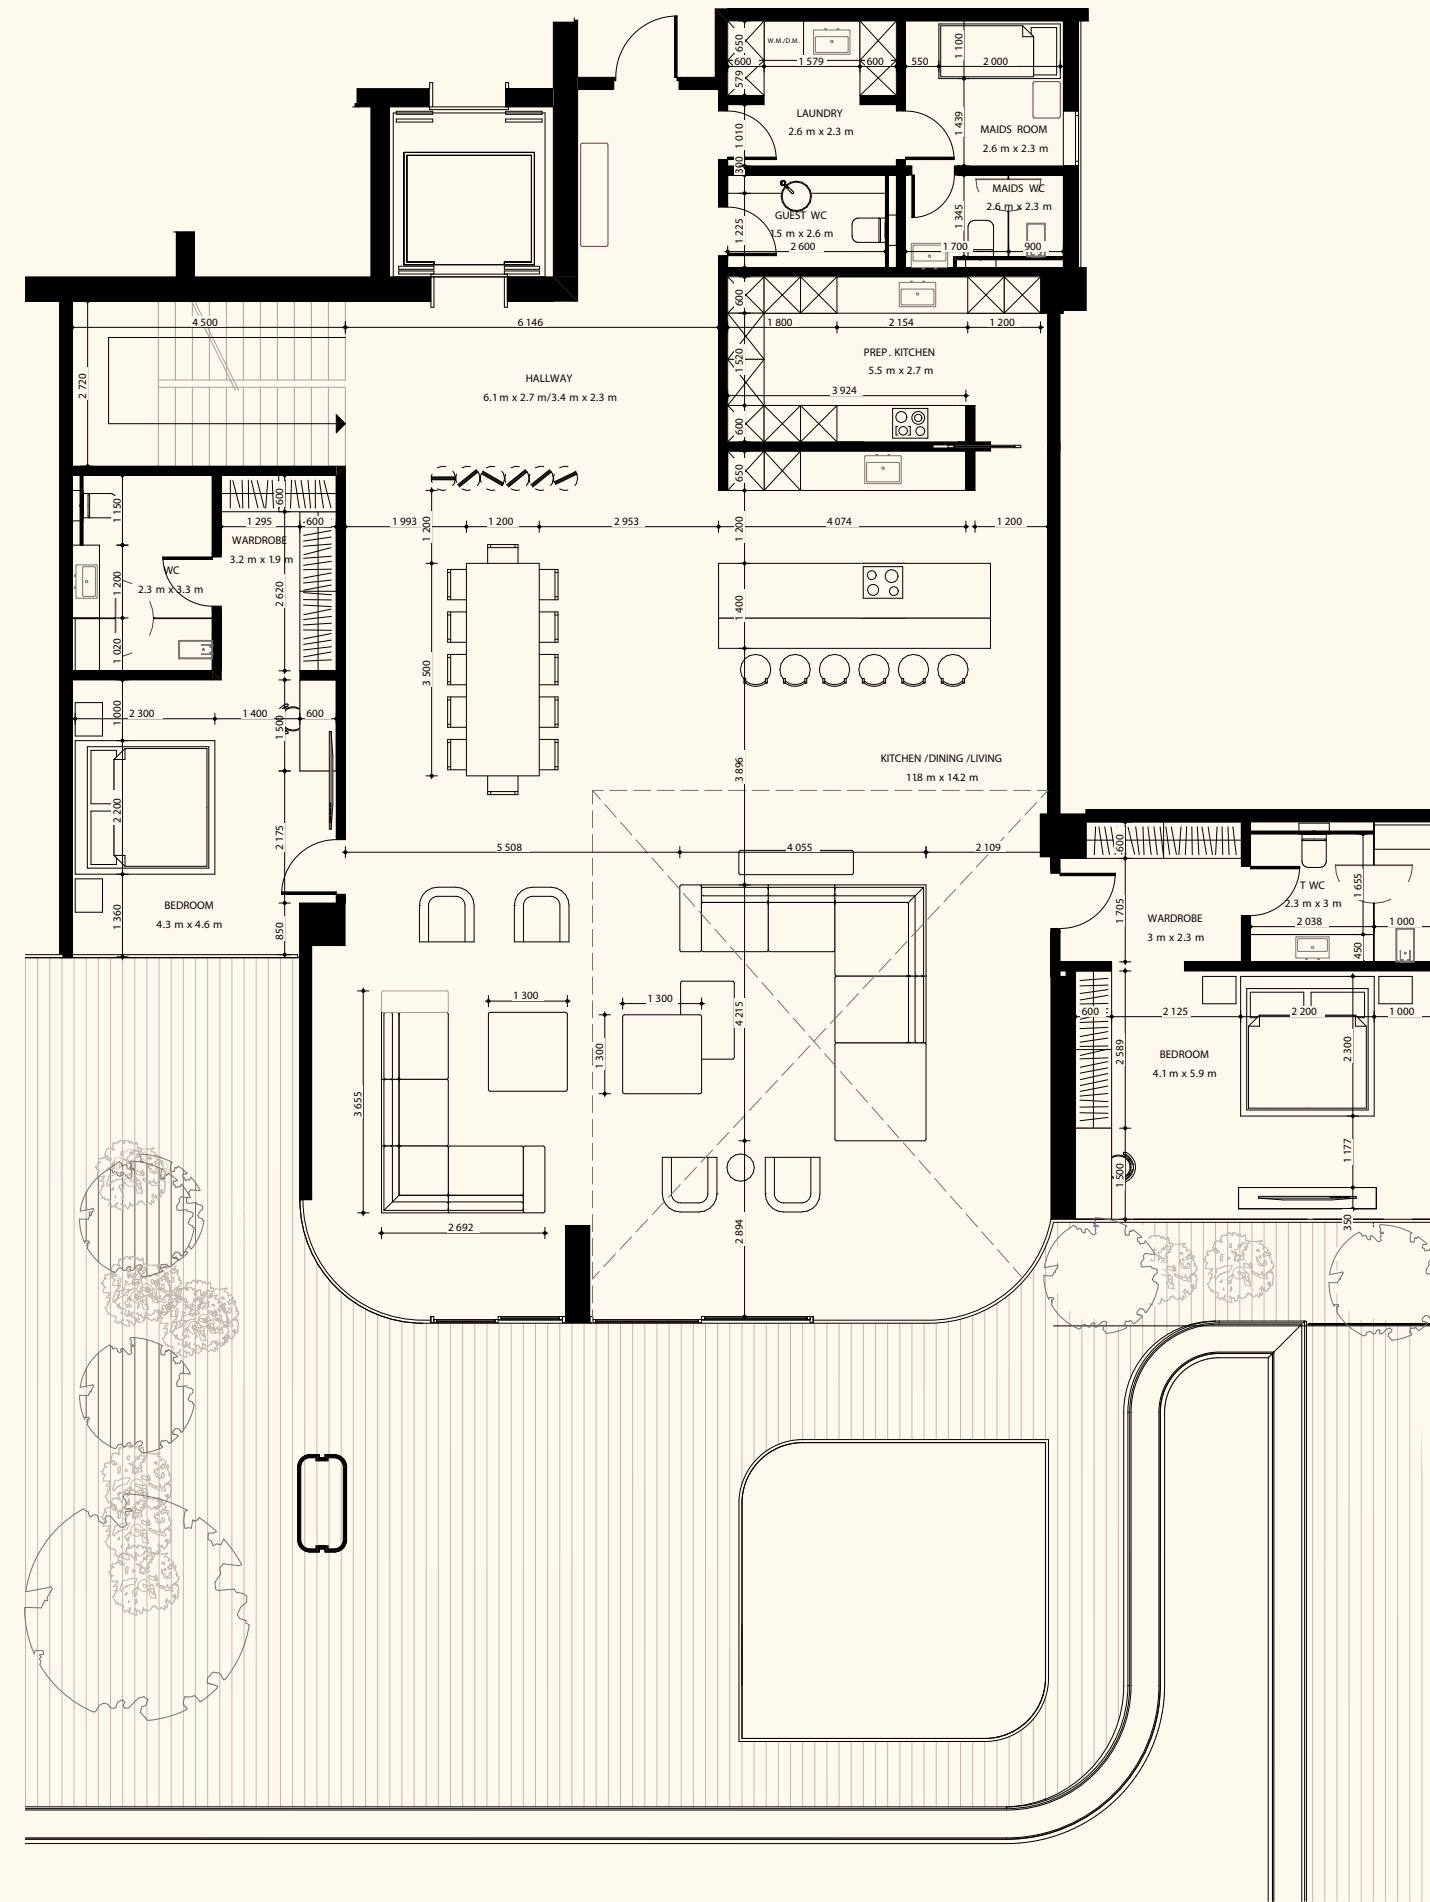 W.M./D.M.
650
600
1 579
600
550
1 100
2 000
579
LAUNDRY
2.6 m x 2.3 m
1 010
300
1 439
MAIDS ROOM
2.6 m x 2.3 m
MAIDS WC
2.6 m x 2.3 m
GUEST WC
1.5 m x 2.6 m
2 600
1 225
1 345
1 700
900
600
4 500
6 146
1 800
2 154
1 200
2 720
HALLWAY
6.1 m x 2.7 m/3.4 m x 2.3 m
PREP. KITCHEN
5.5 m x 2.7 m
1 520
3 924
600
650
1 150
600
1 295
600
1 993
1 200
1 200
2 953
1 200
4 074
1 200
WARDROBE
3.2 m x 1.9 m
WC
2.3 m x 3.3 m
1 200
2 620
1 400
1 020
3 500
1 000
2 300
1 400
1 500
600
KITCHEN /DINING /LIVING
11.8 m x 14.2 m
3 896
2 200
2 175
5 508
4 055
2 109
600
T WC
2.3 m x 3 m
1 655
BEDROOM
4.3 m x 4.6 m
1 360
850
1 705
WARDROBE
3 m x 2.3 m
2 038
1 000
450
1 300
1 300
4 215
600
2 125
2 200
1 000
1 300
2 589
BEDROOM
4.1 m x 5.9 m
2 300
3 655
1 177
1 500
2 692
2 894
350